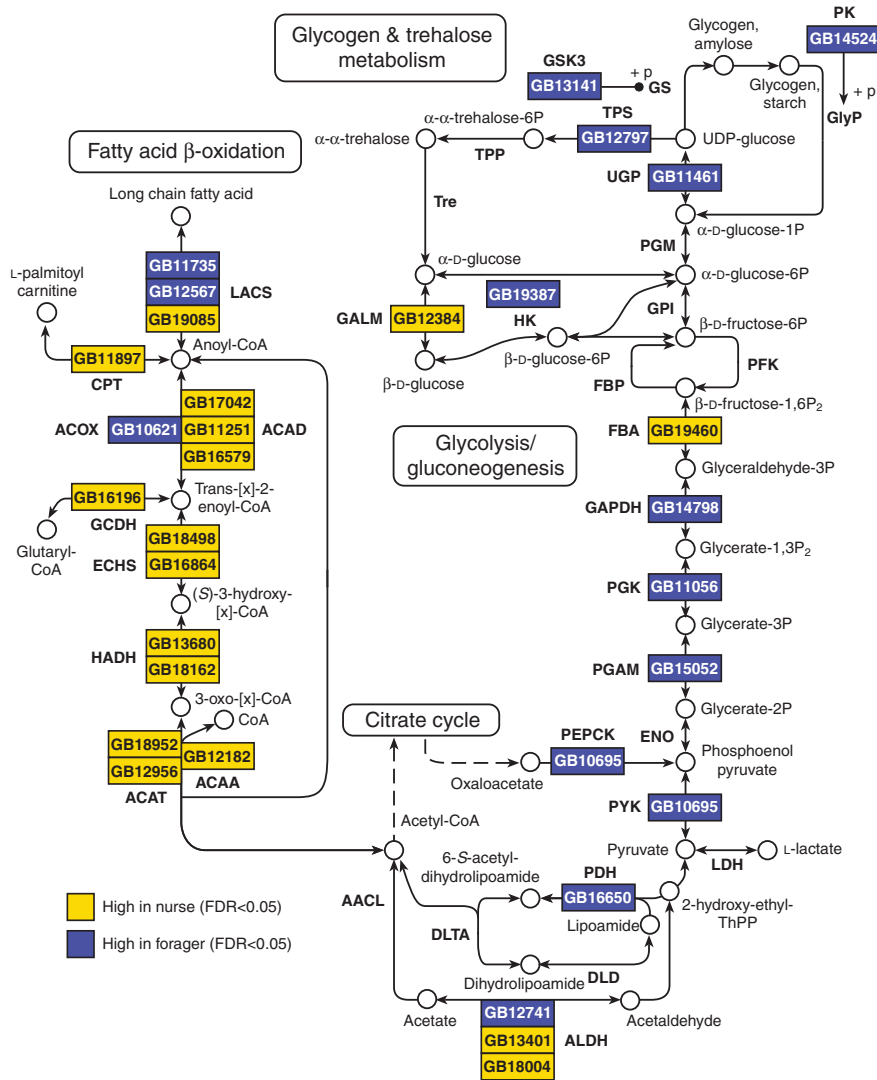 Glycogen & trehalose
metabolism
GSK3
GB13141
+ p
GS
Glycogen,
amylose
Glycogen,
starch
PK
GB14524
+ p
GlyP
α-α-trehalose-6P
α-α-trehalose
TPP
TPS
GB12797
UDP-glucose
UGP
GB11461
α-D-glucose-1P
Tre
PGM
α-D-glucose
α-D-glucose-6P
GB19387
HK
GPI
GALM
GB12384
β-D-glucose
β-D-glucose-6P
β-D-fructose-6P
FBP
PFK
β-D-fructose-1,6P2
FBA
GB19460
Glyceraldehyde-3P
Glycolysis/
gluconeogenesis
GAPDH
GB14798
Glycerate-1,3P2
PGK
GB11056
Glycerate-3P
PGAM
GB15052
Glycerate-2P
ENO
PEPCK
GB10695
Oxaloacetate
Phosphoenol
pyruvate
PYK
GB10695
Pyruvate
LDH
L-lactate
Fatty acid β-oxidation
Long chain fatty acid
GB11735
GB12567
GB19085
LACS
L-palmitoyl
carnitine
GB11897
CPT
Anoyl-CoA
ACOX
GB10621
GB17042
GB11251
GB16579
ACAD
GB16196
GCDH
Trans-[x]-2-
enoyl-CoA
Glutaryl-
CoA
GB18498
GB16864
ECHS
(S)-3-hydroxy-
[x]-CoA
HADH
GB13680
GB18162
3-oxo-[x]-CoA
CoA
GB18952
GB12956
GB12182
ACAT
ACAA
Citrate cycle
Acetyl-CoA
6-S-acetyl-
dihydrolipoamide
PDH
GB16650
2-hydroxy-ethyl-
ThPP
Lipoamide
AACL
DLTA
Dihydrolipoamide
DLD
Acetate
Acetaldehyde
GB12741
GB13401
GB18004
ALDH
High in nurse (FDR<0.05)
High in forager (FDR<0.05)